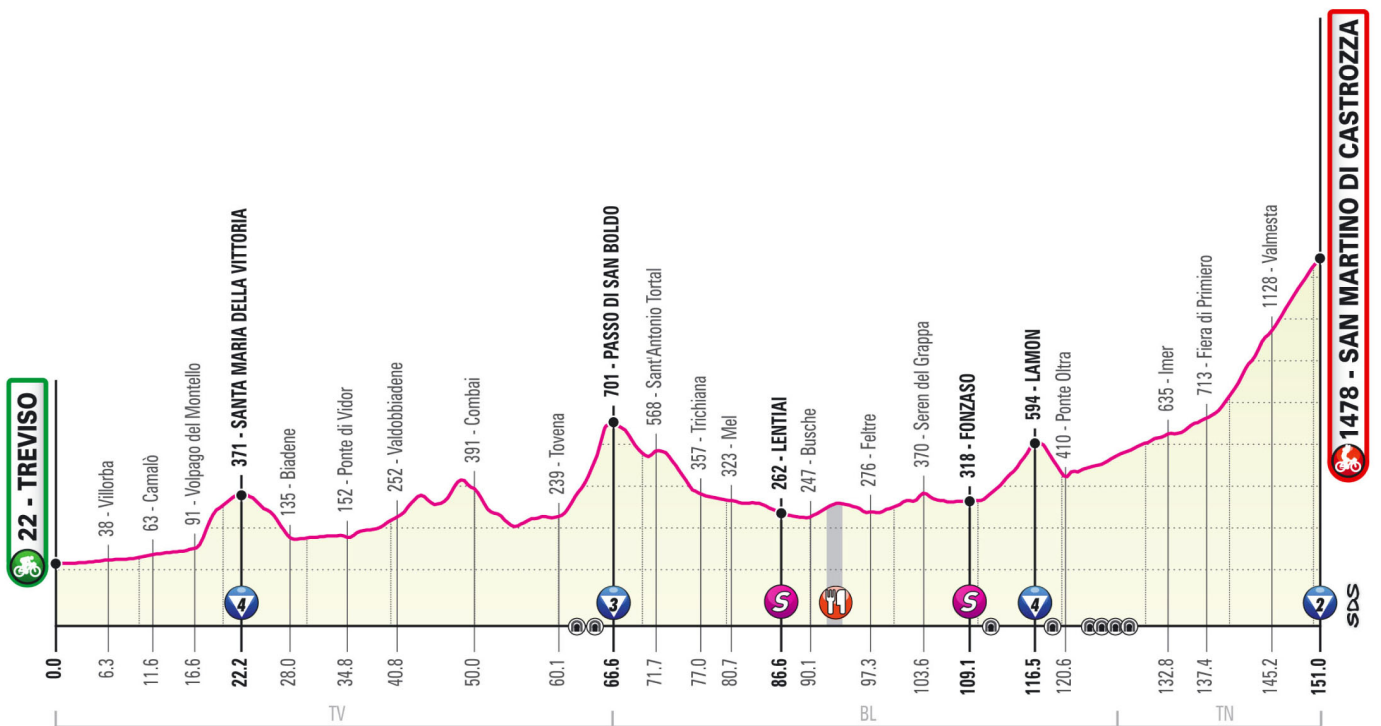 22 - TREVISO
38 - Villorba
63 - Camalò
91 - Volpago del Montello
371 - SANTA MARIA DELLA VITTORIA
135 - Biadene
152 - Ponte di Vidor
252 - Valdobbiadene
391 - Combai
239 - Tovena
701 - PASSO DI SAN BOLDO
568 - Sant'Antonio Tortal
357 - Trichiana
323 - Mel
262 - LENTIAI
247 - Busche
276 - Feltre
370 - Seren del Grappa
318 - FONZASO
594 - LAMON
410 - Ponte Oltra
635 - Imer
713 - Fiera di Primiero
1128 - Valmesta
1478 - SAN MARTINO DI CASTROZZA
4
3
S
S
4
2
SDS
0.0
6.3
11.6
16.6
22.2
28.0
34.8
40.8
50.0
60.1
66.6
71.7
77.0
80.7
86.6
90.1
97.3
103.6
109.1
116.5
120.6
132.8
137.4
145.2
151.0
TV
BL
TN